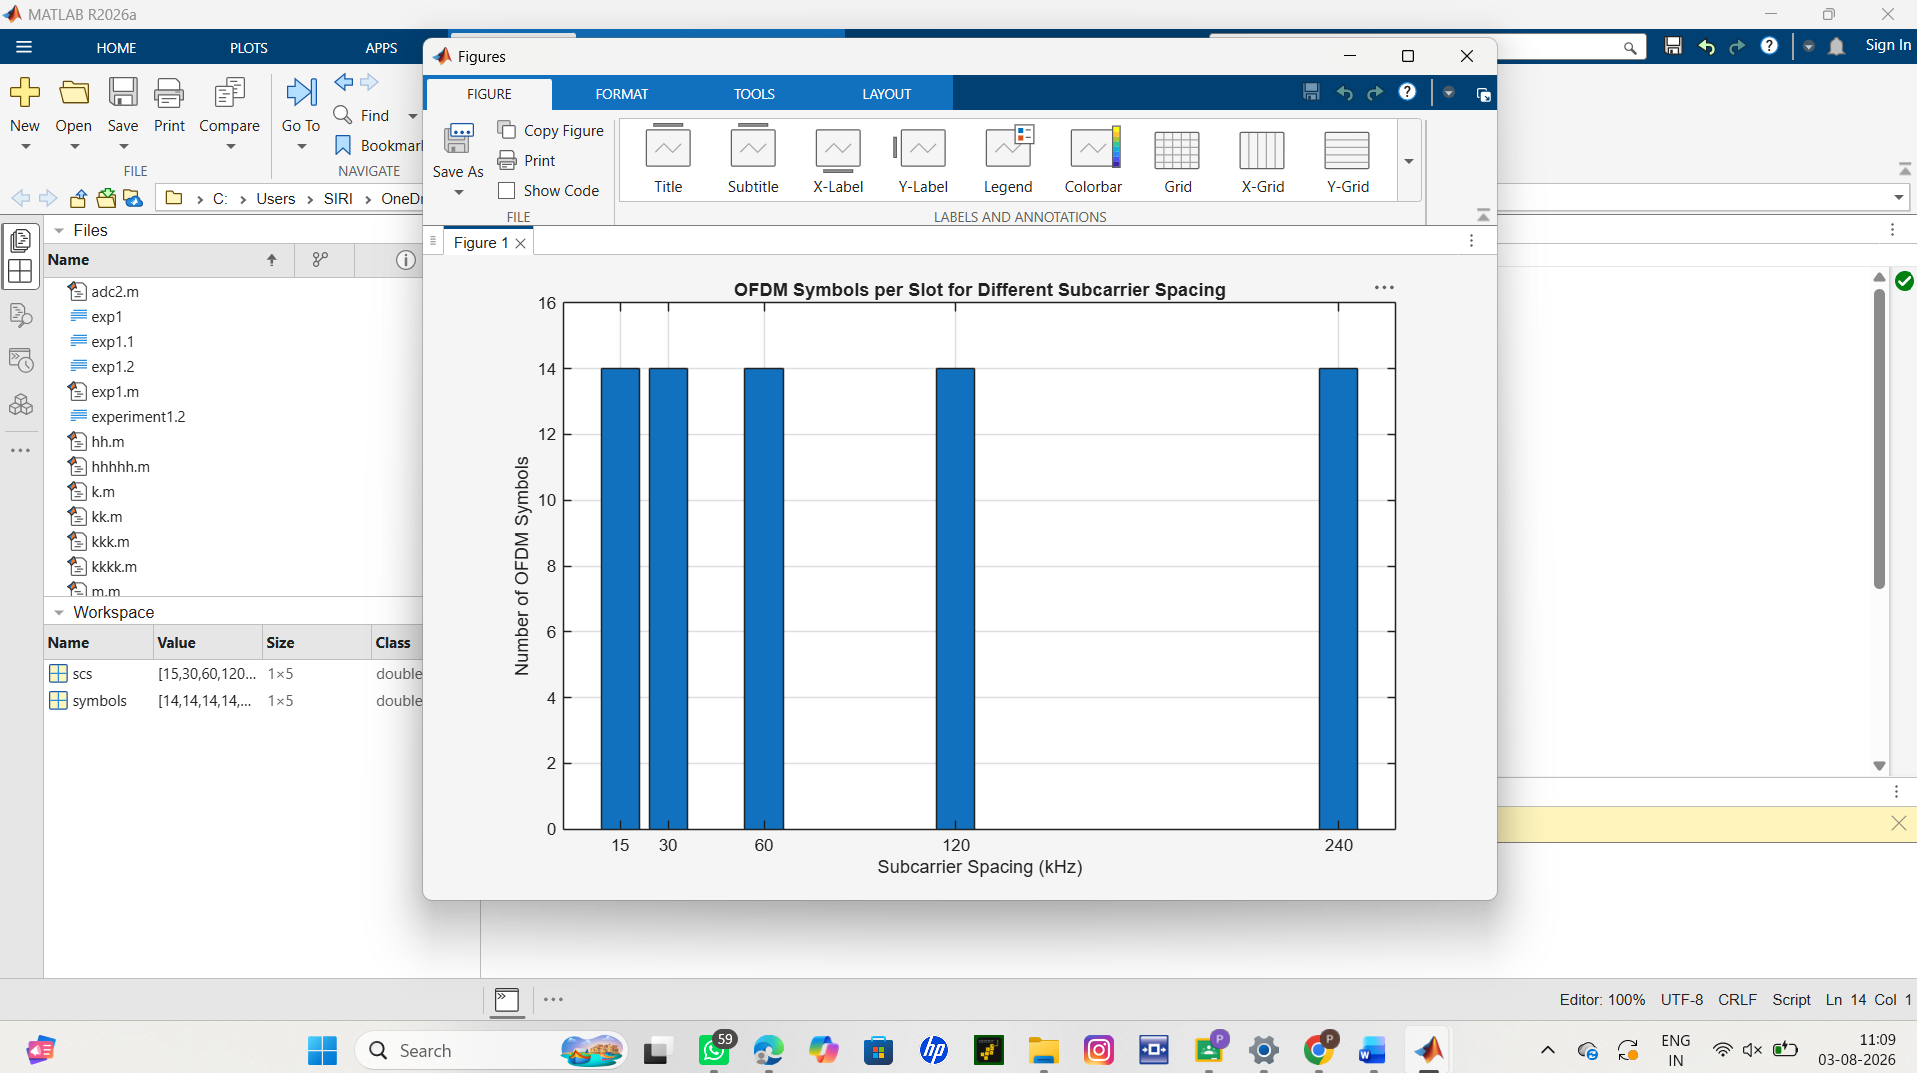 MATLAB R2026a
HOME PLOTS APPS
Sign In
New Open Save Print Compare Go To Find
FILE NAVIGATE
C: Users SIRI
Files
Name
adc2.m
exp1
exp1.1
exp1.2
exp1.m
experiment1.2
hh.m
hhhhh.m
k.m
kk.m
kkk.m
kkkk.m
m.m
Workspace
Name Value Size Class
scs [15,30,60,120... 1×5 double
symbols [14,14,14,14,... 1×5 double
Figures
FIGURE FORMAT TOOLS LAYOUT
Save As
Copy Figure
Print
Show Code
FILE
Title Subtitle X-Label Y-Label Legend Colorbar Grid X-Grid Y-Grid
LABELS AND ANNOTATIONS
Figure 1
OFDM Symbols per Slot for Different Subcarrier Spacing
16
14
12
10
8
6
4
2
0
Number of OFDM Symbols
15 30 60 120 240
Subcarrier Spacing (kHz)
Editor: 100% UTF-8 CRLF Script Ln 14 Col 1
Search
59
P
P
ENG
IN
11:09
03-08-2026